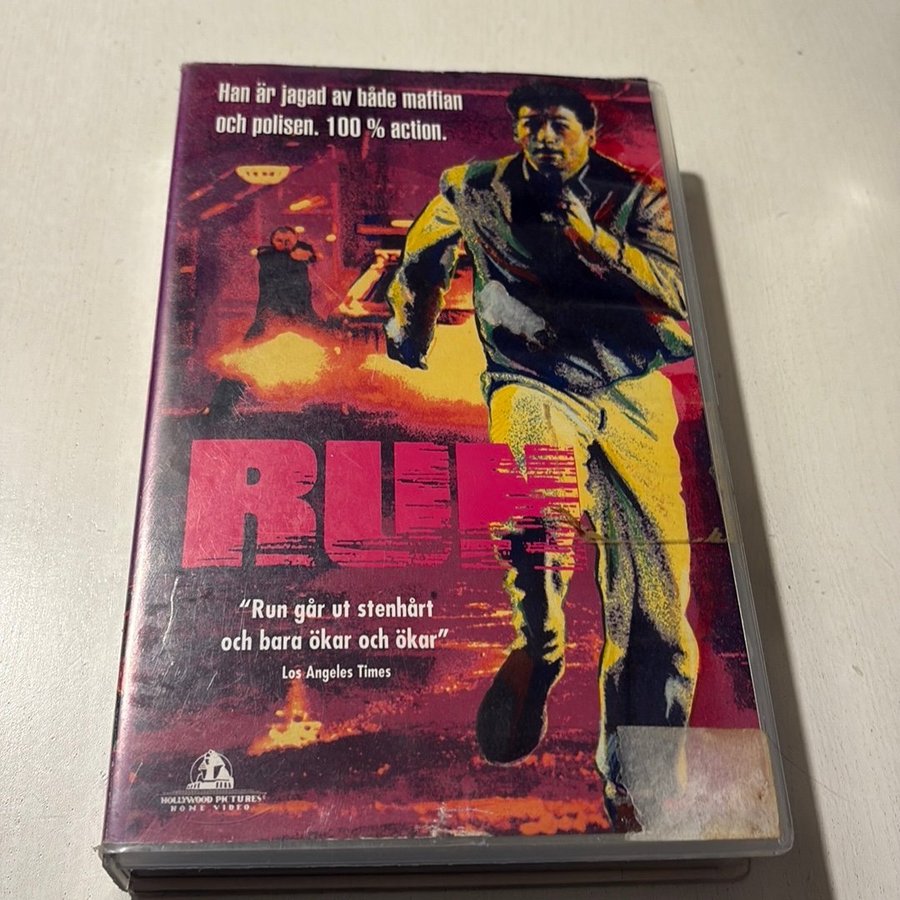 Han är jagad av både maffian
och polisen. 100 % action.
RUN
“Run går ut stenhårt
och bara ökar och ökar”
Los Angeles Times
HOLLYWOOD PICTURES
HOME VIDEO